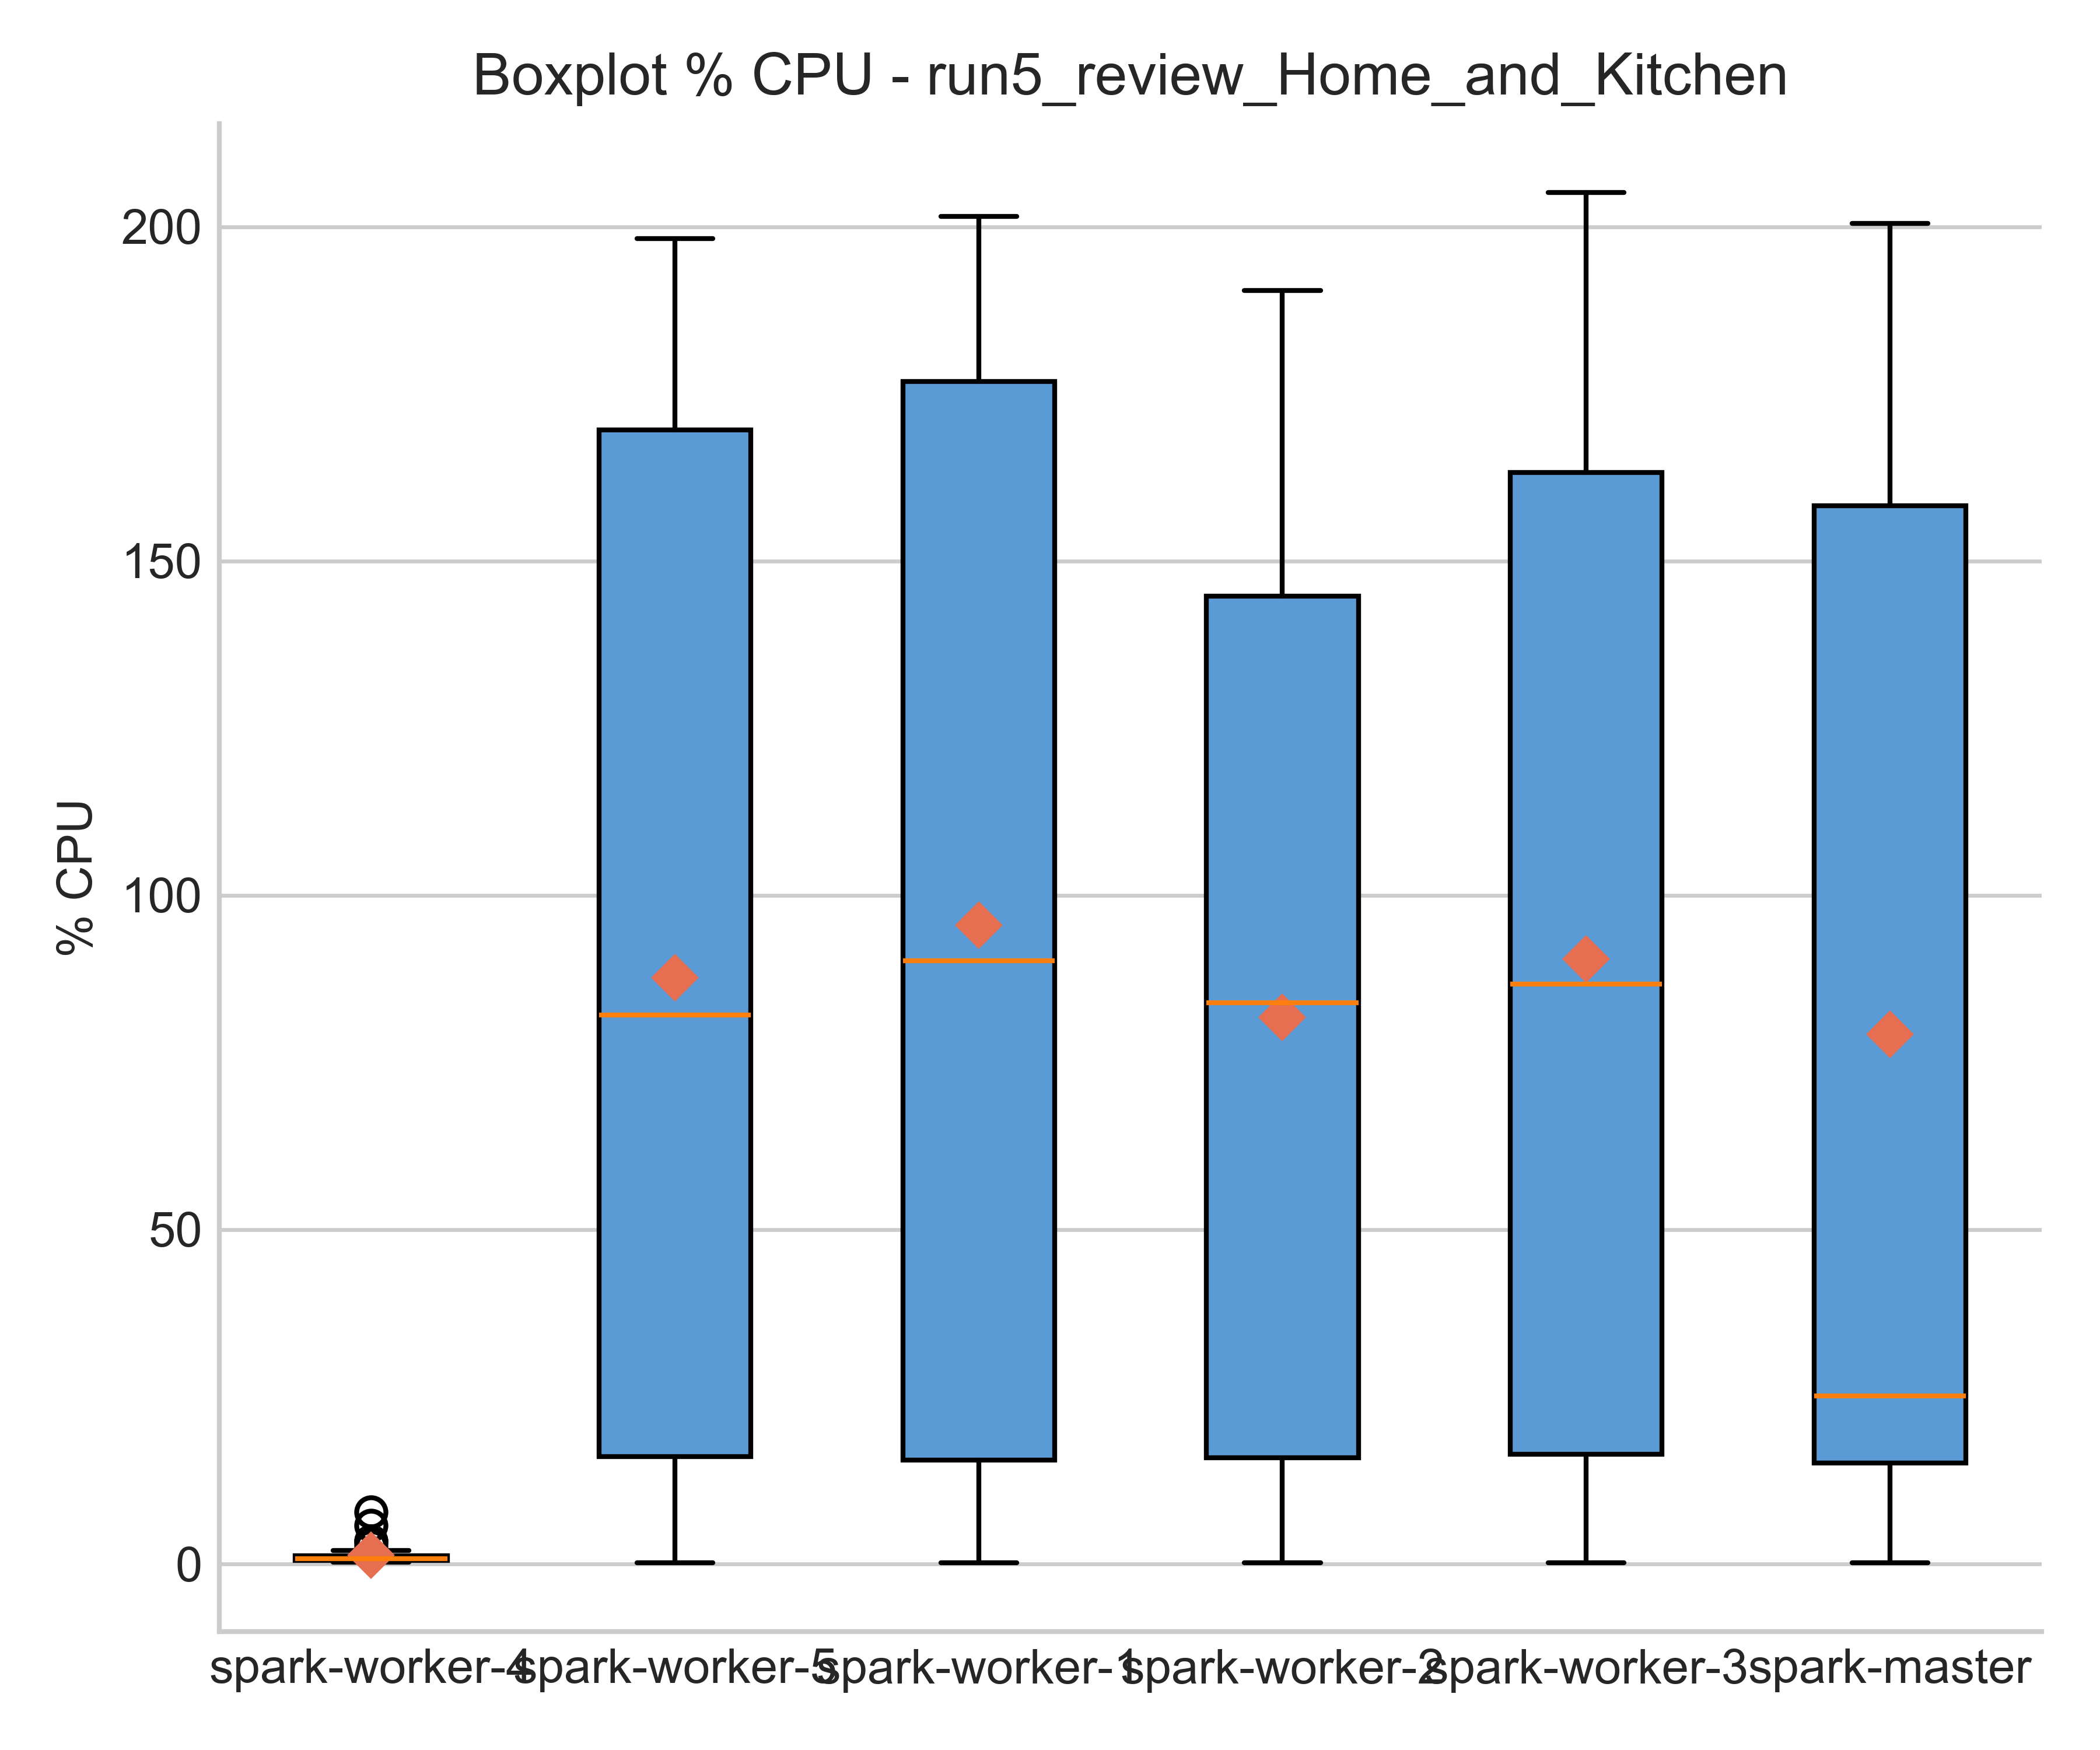 Boxplot % CPU - run5_review_Home_and_Kitchen
% CPU
200
150
100
50
0
spark-worker-4 spark-worker-5 spark-worker-1 spark-worker-2 spark-worker-3 spark-master